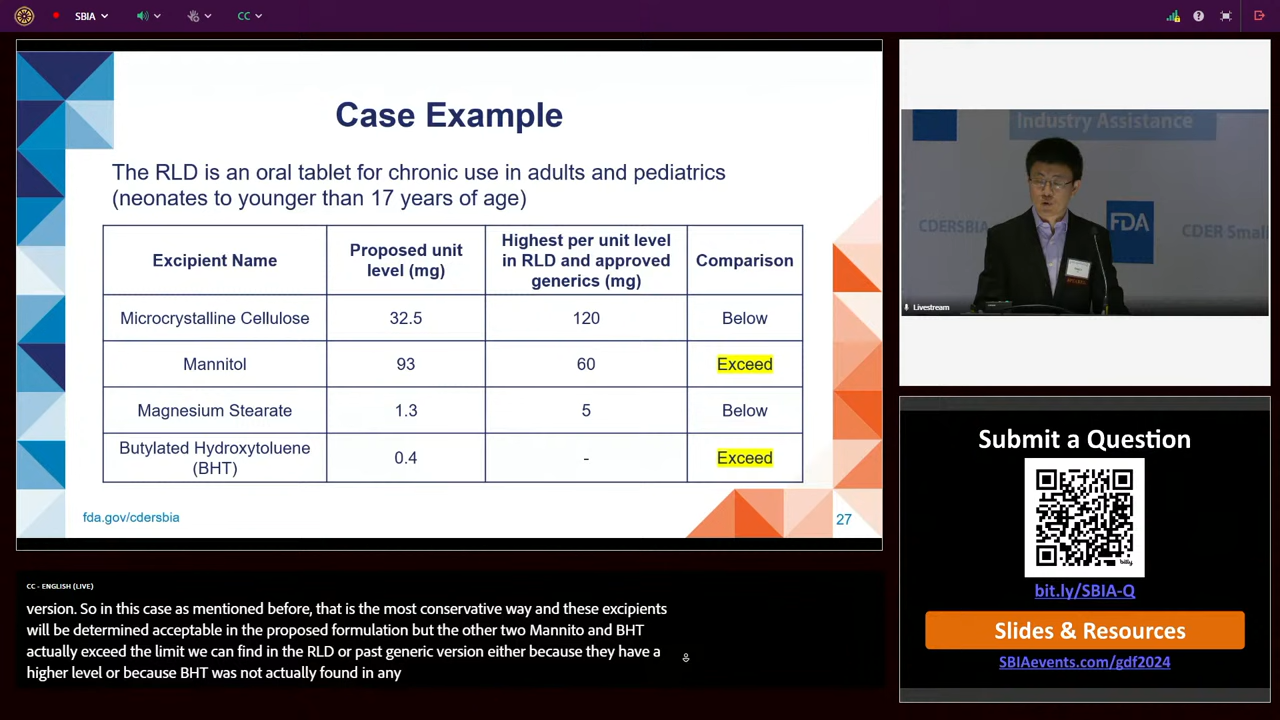 SBIA
CC
Case Example
The RLD is an oral tablet for chronic use in adults and pediatrics
(neonates to younger than 17 years of age)
Excipient Name
Proposed unit
level (mg)
Highest per unit level
in RLD and approved
generics (mg)
Comparison
Microcrystalline Cellulose
32.5
120
Below
Mannitol
93
60
Exceed
Magnesium Stearate
1.3
5
Below
Butylated Hydroxytoluene
(BHT)
0.4
-
Exceed
fda.gov/cdersbia
27
Industry Assistance
CDERSBIA
FDA
CDER Small
Livestream
Submit a Question
bitly
bit.ly/SBIA-Q
Slides & Resources
SBIAevents.com/gdf2024
CC - ENGLISH (LIVE)
version. So in this case as mentioned before, that is the most conservative way and these excipients
will be determined acceptable in the proposed formulation but the other two Mannito and BHT
actually exceed the limit we can find in the RLD or past generic version either because they have a
higher level or because BHT was not actually found in any